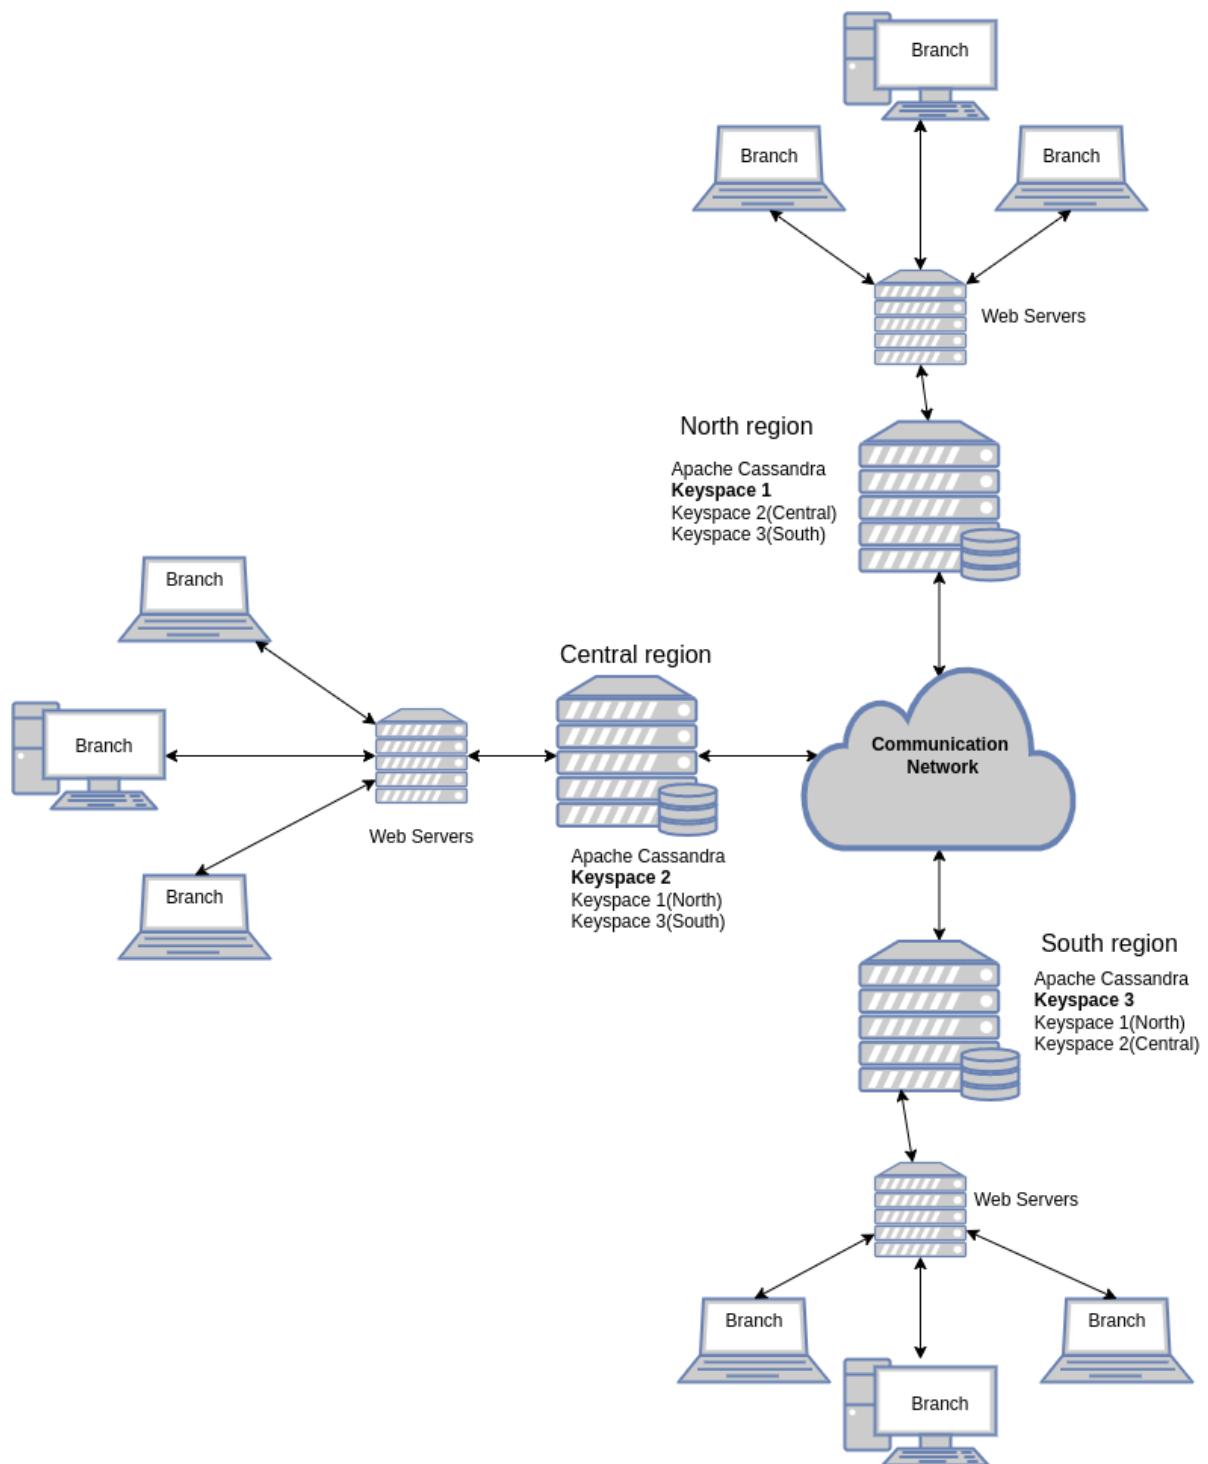 Branch
Branch
Branch
Web Servers
North region
Apache Cassandra
Keyspace 1
Keyspace 2(Central)
Keyspace 3(South)
Branch
Central region
Branch
Communication
Network
Web Servers
Apache Cassandra
Keyspace 2
Keyspace 1(North)
Keyspace 3(South)
Branch
South region
Apache Cassandra
Keyspace 3
Keyspace 1(North)
Keyspace 2(Central)
Web Servers
Branch
Branch
Branch